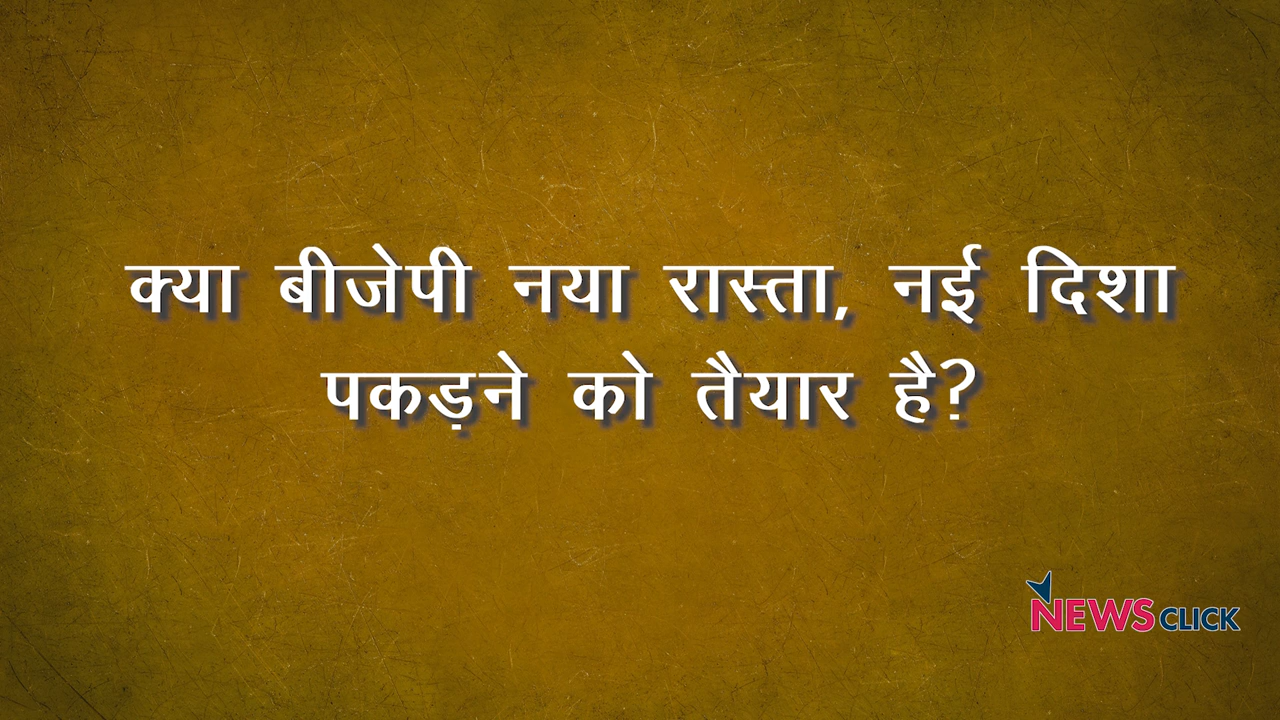 क्या बीजेपी नया रास्ता, नई दिशा
पकड़ने को तैयार है?
NEWSCLICK